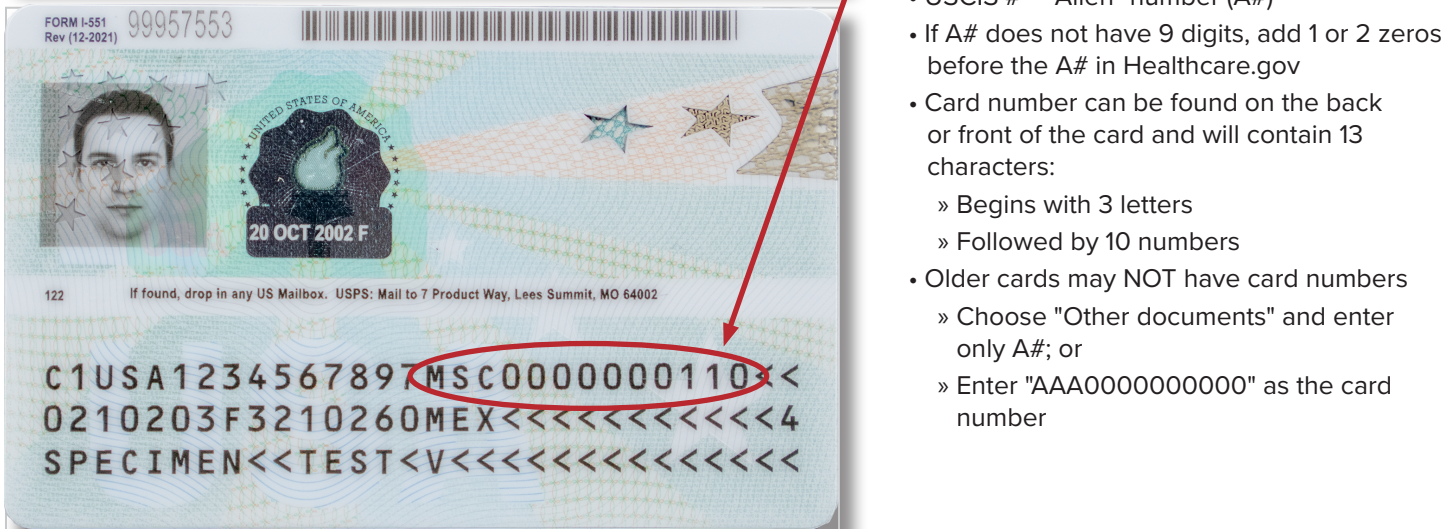 FORM I-551
Rev (12-2021)
99957553
UNITED STATES OF AMERICA
20 OCT 2002 F
122 If found, drop in any US Mailbox. USPS: Mail to 7 Product Way, Lees Summit, MO 64002
C1USA1234567897MSC0000000110<<
0210203F3210260MEX<<<<<<<<<<<4
SPECIMEN<<TEST<V<<<<<<<<<<<<<<
• USCIS # "Alien" number (A#)
• If A# does not have 9 digits, add 1 or 2 zeros
before the A# in Healthcare.gov
• Card number can be found on the back
or front of the card and will contain 13
characters:
» Begins with 3 letters
» Followed by 10 numbers
• Older cards may NOT have card numbers
» Choose "Other documents" and enter
only A#; or
» Enter "AAA0000000000" as the card
number